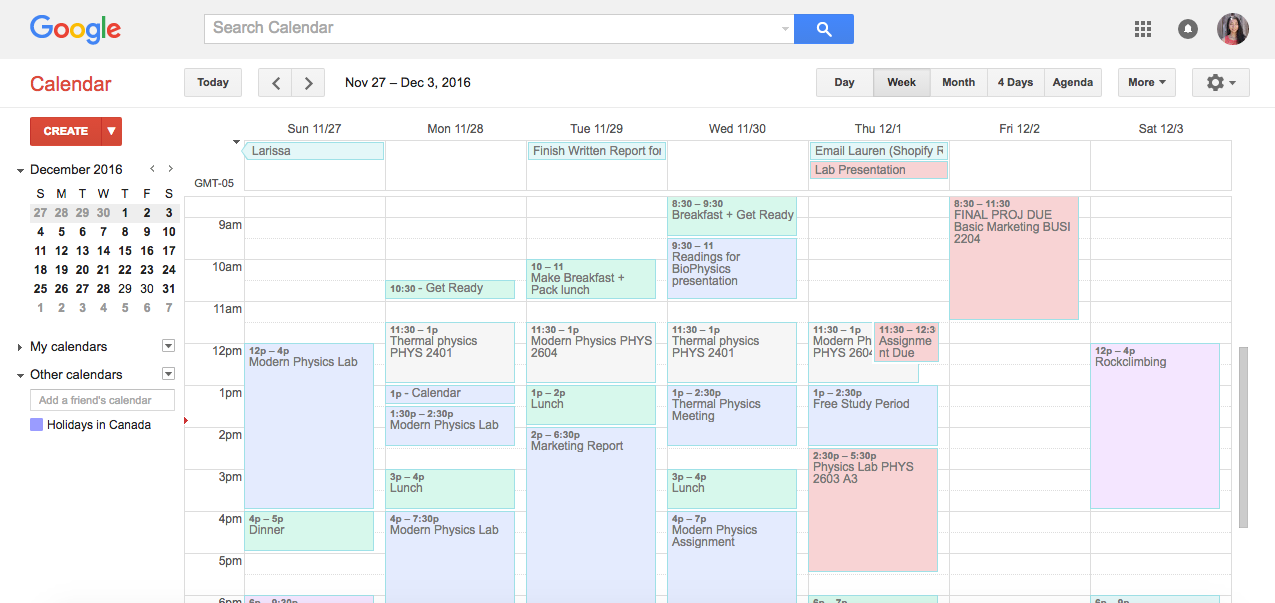 Google
Search Calendar
Calendar
Today
Nov 27 – Dec 3, 2016
Day
Week
Month
4 Days
Agenda
More
CREATE
December 2016
S M T W T F S
27 28 29 30 1 2 3
4 5 6 7 8 9 10
11 12 13 14 15 16 17
18 19 20 21 22 23 24
25 26 27 28 29 30 31
1 2 3 4 5 6 7
My calendars
Other calendars
Add a friend's calendar
Holidays in Canada
Sun 11/27
Mon 11/28
Tue 11/29
Wed 11/30
Thu 12/1
Fri 12/2
Sat 12/3
Larissa
Finish Written Report for
Email Lauren (Shopify R
Lab Presentation
GMT-05
9am
10am
11am
12pm
1pm
2pm
3pm
4pm
5pm
6pm
12p – 4p
Modern Physics Lab
4p – 5p
Dinner
6p – 9:30p
10:30 - Get Ready
11:30 – 1p
Thermal physics
PHYS 2401
1p - Calendar
1:30p – 2:30p
Modern Physics Lab
3p – 4p
Lunch
4p – 7:30p
Modern Physics Lab
10 – 11
Make Breakfast +
Pack lunch
11:30 – 1p
Modern Physics PHYS
2604
1p – 2p
Lunch
2p – 6:30p
Marketing Report
8:30 – 9:30
Breakfast + Get Ready
9:30 – 11
Readings for
BioPhysics
presentation
11:30 – 1p
Thermal physics
PHYS 2401
1p – 2:30p
Thermal Physics
Meeting
3p – 4p
Lunch
4p – 7p
Modern Physics
Assignment
11:30 – 1p
Modern Ph
PHYS 2604
11:30 – 12:3
Assignme
nt Due
1p – 2:30p
Free Study Period
2:30p – 5:30p
Physics Lab PHYS
2603 A3
6p – 7p
8:30 – 11:30
FINAL PROJ DUE
Basic Marketing BUSI
2204
12p – 4p
Rockclimbing
6p – 9p